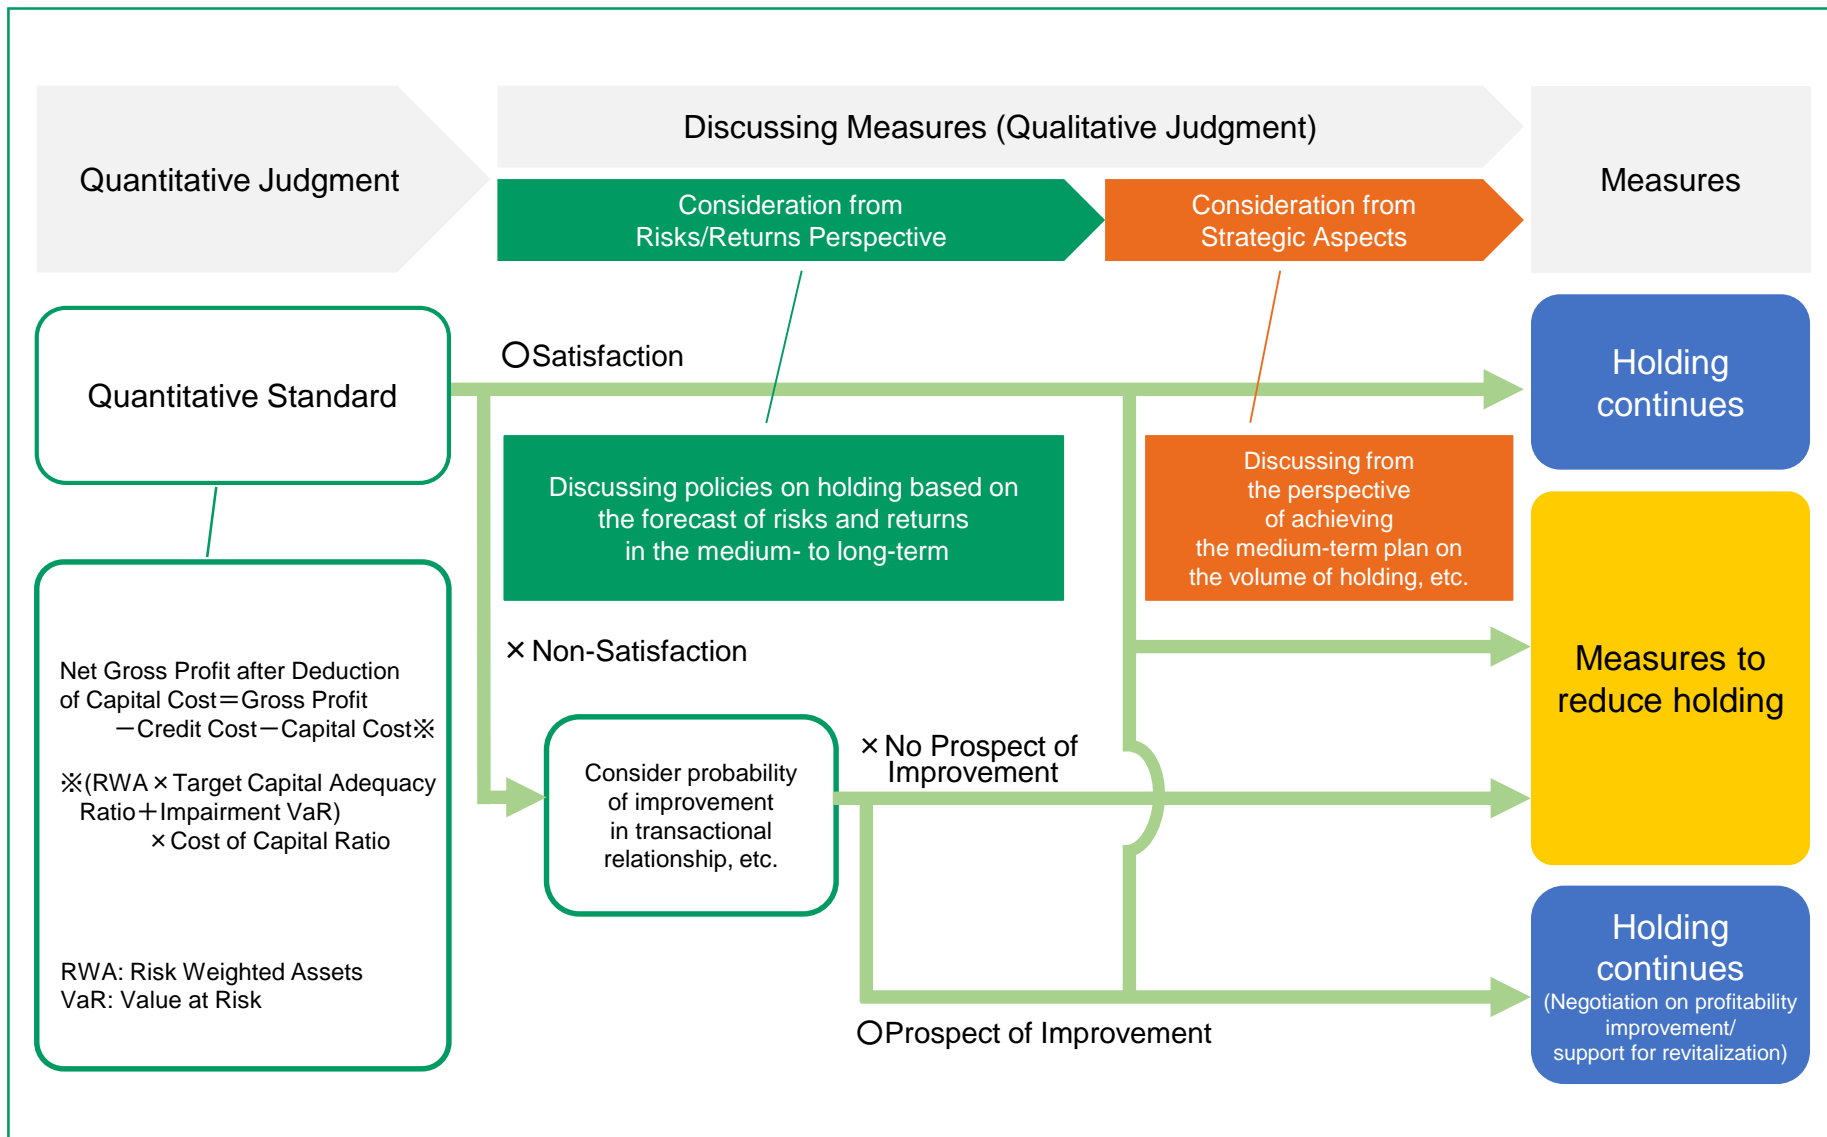 Quantitative Judgment
Discussing Measures (Qualitative Judgment)
Consideration from
Risks/Returns Perspective
Consideration from
Strategic Aspects
Measures
Quantitative Standard
○Satisfaction
Holding
continues
Discussing policies on holding based on
the forecast of risks and returns
in the medium- to long-term
Discussing from
the perspective
of achieving
the medium-term plan on
the volume of holding, etc.
×Non-Satisfaction
Measures to
reduce holding
Net Gross Profit after Deduction
of Capital Cost＝Gross Profit
－Credit Cost－Capital Cost※
※(RWA×Target Capital Adequacy
Ratio＋Impairment VaR)
×Cost of Capital Ratio
RWA: Risk Weighted Assets
VaR: Value at Risk
Consider probability
of improvement
in transactional
relationship, etc.
×No Prospect of
Improvement
○Prospect of Improvement
Holding
continues
(Negotiation on profitability
improvement/
support for revitalization)